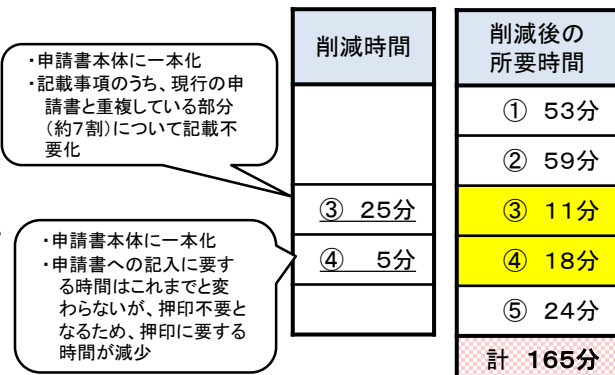 ・申請書本体に一本化
・記載事項のうち、現行の申
請書と重複している部分
（約７割）について記載不
要化
・申請書本体に一本化
・申請書への記入に要す
る時間はこれまでと変
わらないが、押印不要と
なるため、押印に要する
時間が減少
削減時間
③ 25分
④ 5分
削減後の
所要時間
① 53分
② 59分
③ 11分
④ 18分
⑤ 24分
計 165分